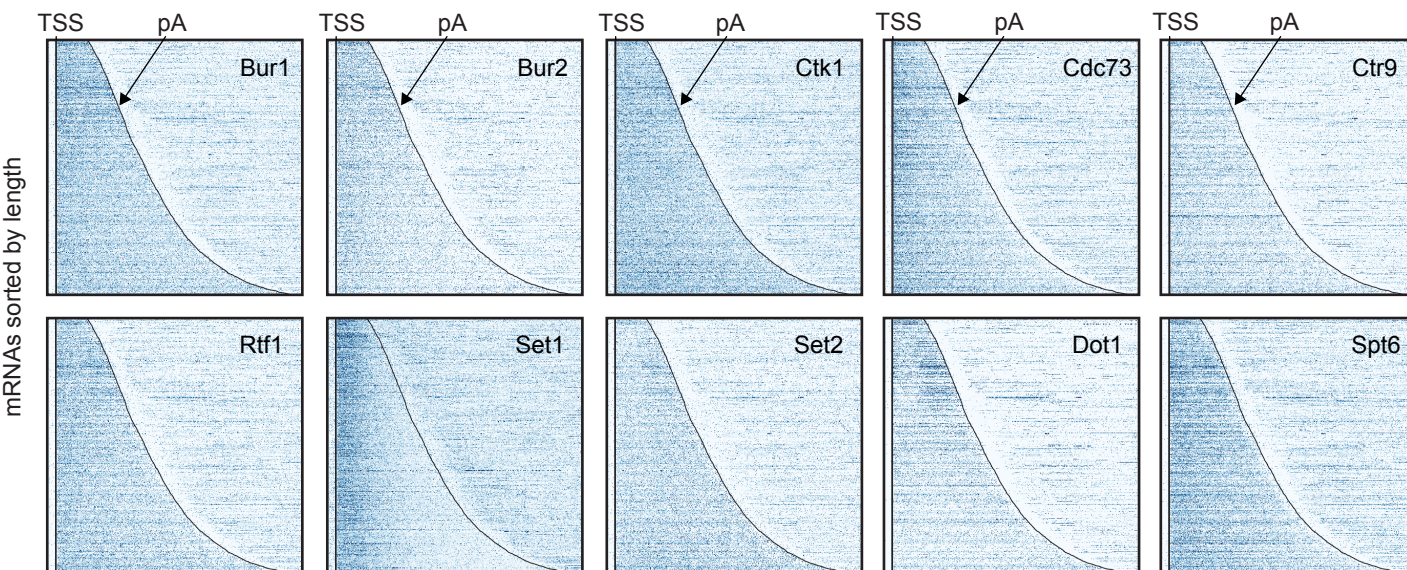 TSS pA TSS pA TSS pA TSS pA TSS pA
Bur1 Bur2 Ctk1 Cdc73 Ctr9
mRNAs sorted by length
Rtf1 Set1 Set2 Dot1 Spt6